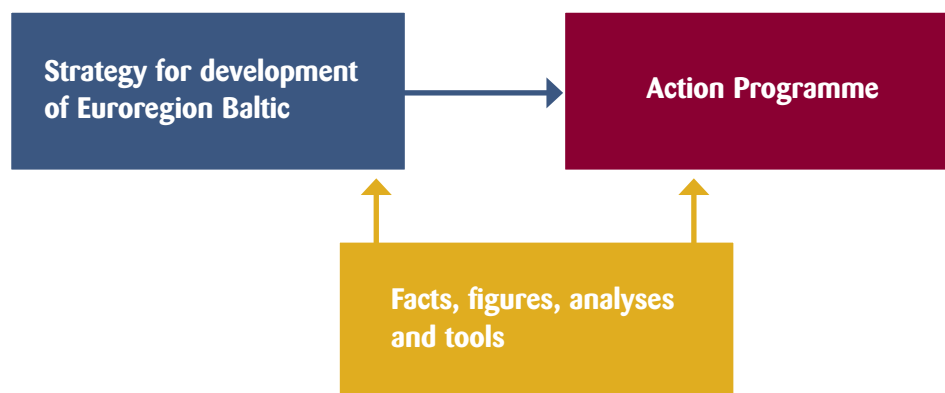 Strategy for development
of Euroregion Baltic
Action Programme
Facts, figures, analyses
and tools